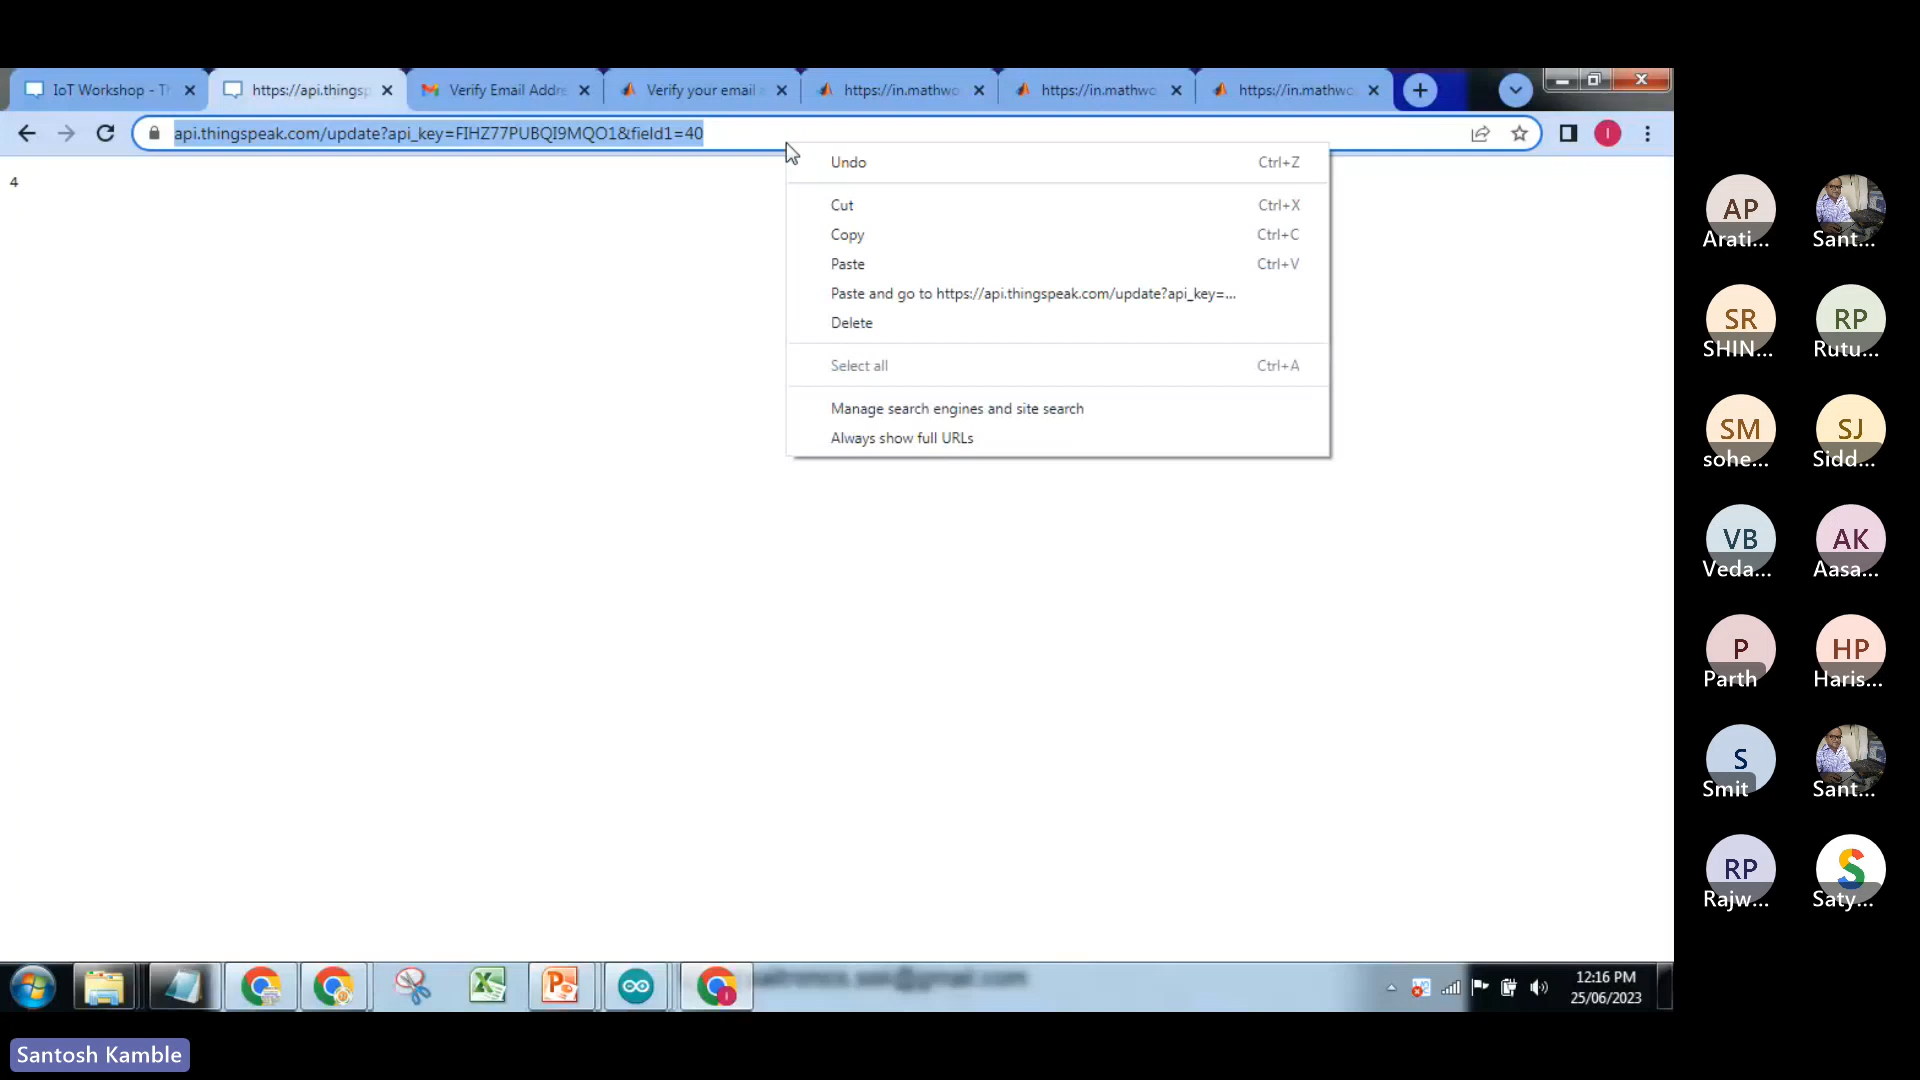 IoT Workshop - Th
https://api.thingsp
Verify Email Addre
Verify your email a
https://in.mathwo
https://in.mathwo
https://in.mathwo
api.thingspeak.com/update?api_key=FIHZ77PUBQI9MQO1&field1=40
4
Undo Ctrl+Z
Cut Ctrl+X
Copy Ctrl+C
Paste Ctrl+V
Paste and go to https://api.thingspeak.com/update?api_key=...
Delete
Select all Ctrl+A
Manage search engines and site search
Always show full URLs
AP
Arati...
Sant...
SR
SHIN...
RP
Rutu...
SM
sohe...
SJ
Sidd...
VB
Veda...
AK
Aasa...
P
Parth
HP
Haris...
S
Smit
Sant...
RP
Rajw...
Saty...
12:16 PM
25/06/2023
Santosh Kamble